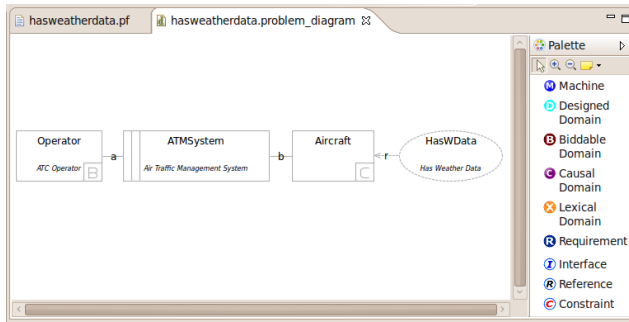 hasweatherdata.pf
hasweatherdata.problem_diagram
Palette
Operator
ATC Operator
B
a
ATMSystem
Air Traffic Management System
b
Aircraft
C
r
HasWData
Has Weather Data
M Machine
D Designed
Domain
B Biddable
Domain
C Causal
Domain
X Lexical
Domain
R Requirement
I Interface
R Reference
C Constraint